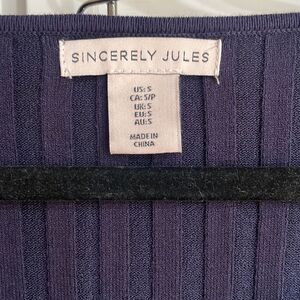 SINCERELY JULES
US: S
CA: S/P
UK: S
EU: S
AU: S
MADE IN
CHINA